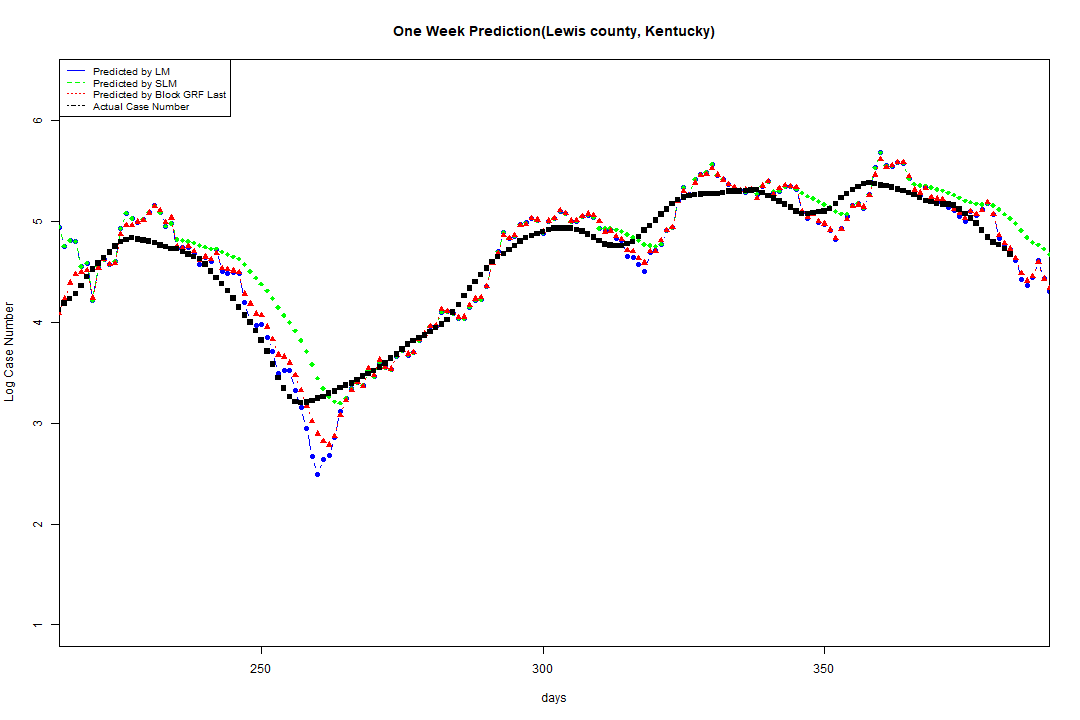 One Week Prediction(Lewis county, Kentucky)
Predicted by LM
Predicted by SLM
Predicted by Block GRF Last
Actual Case Number
6
5
4
3
2
1
Log Case Number
250 300 350
days